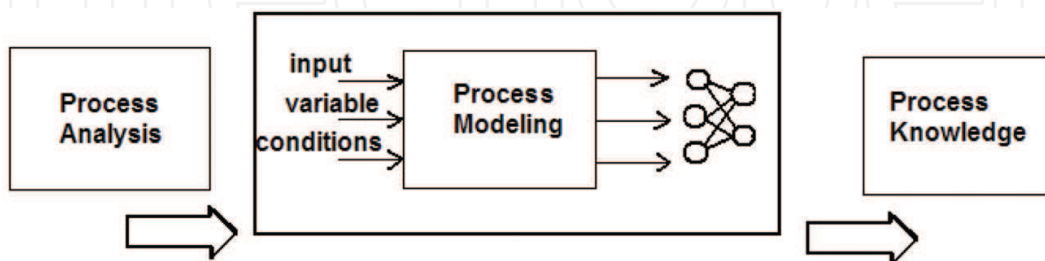 Process
Analysis
input
variable
conditions
Process
Modeling
Process
Knowledge